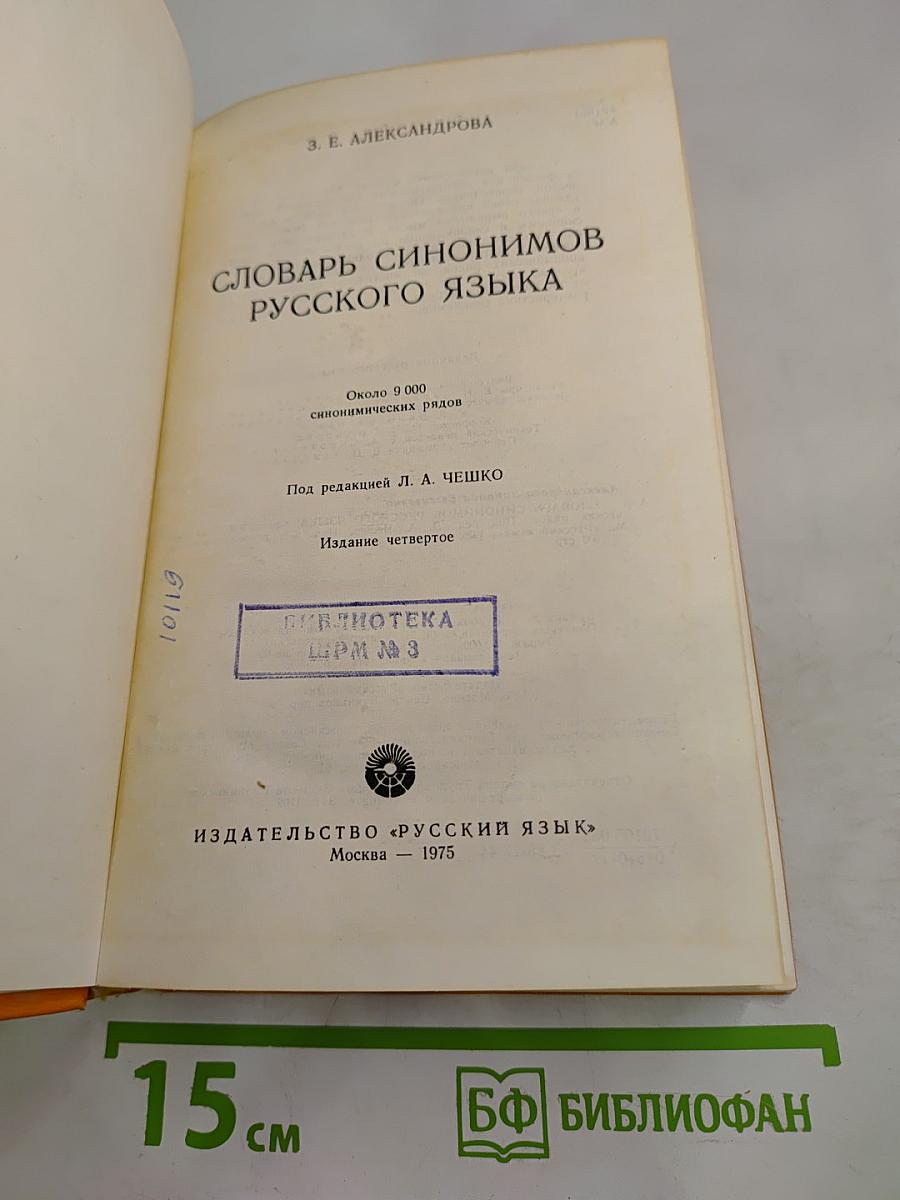 З. Е. АЛЕКСАНДРОВА
СЛОВАРЬ СИНОНИМОВ
РУССКОГО ЯЗЫКА
Около 9 000
синонимических рядов
Под редакцией Л. А. ЧЕШКО
Издание четвертое
10119
БИБЛИОТЕКА
ШРМ № 3
ИЗДАТЕЛЬСТВО «РУССКИЙ ЯЗЫК»
Москва — 1975
15 см
БФ БИБЛИОФАН